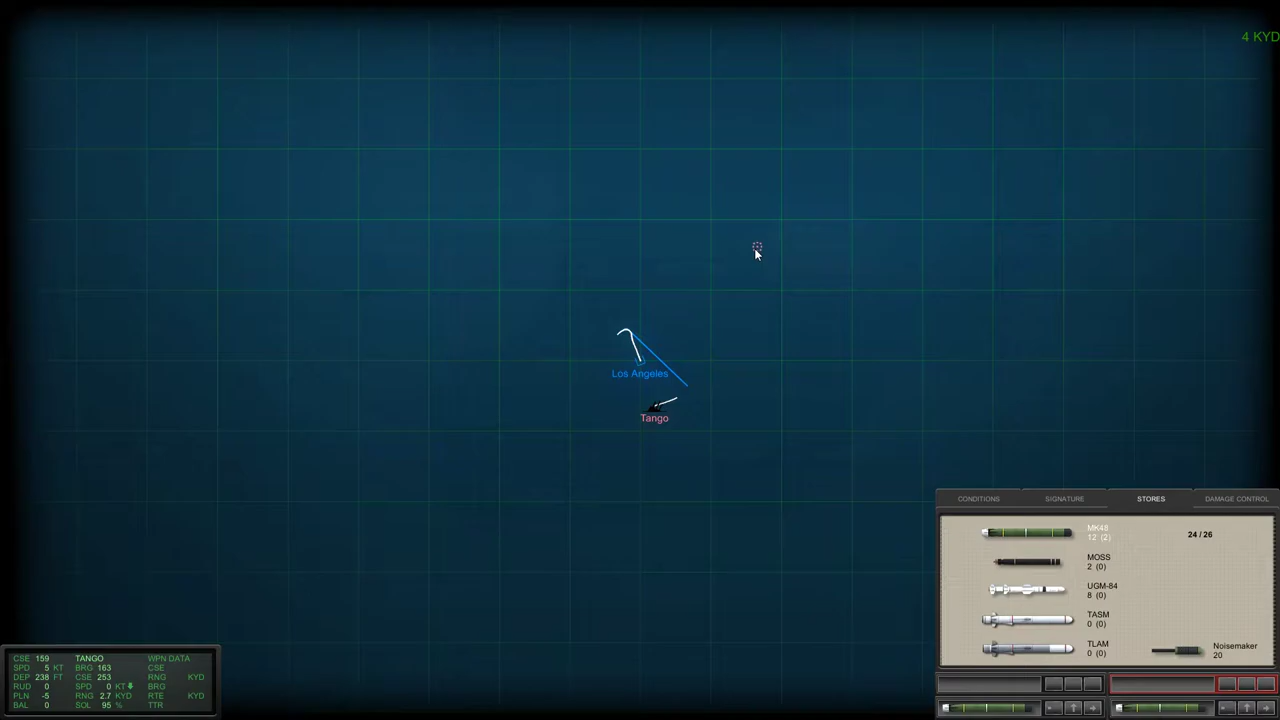 4 KYD
Los Angeles
Tango
CONDITIONS SIGNATURE STORES DAMAGE CONTROL
MK48
12 (2)
24 / 26
MOSS
2 (0)
UGM-84
8 (0)
TASM
0 (0)
TLAM
0 (0)
Noisemaker
20
CSE 159 TANGO WPN DATA
SPD 5 KT BRG 163 CSE
DEP 238 FT CSE 253 RNG KYD
RUD 0 SPD 0 KT BRG
PLN -5 RNG 2.7 KYD RTE KYD
BAL 0 SOL 95 % TTR